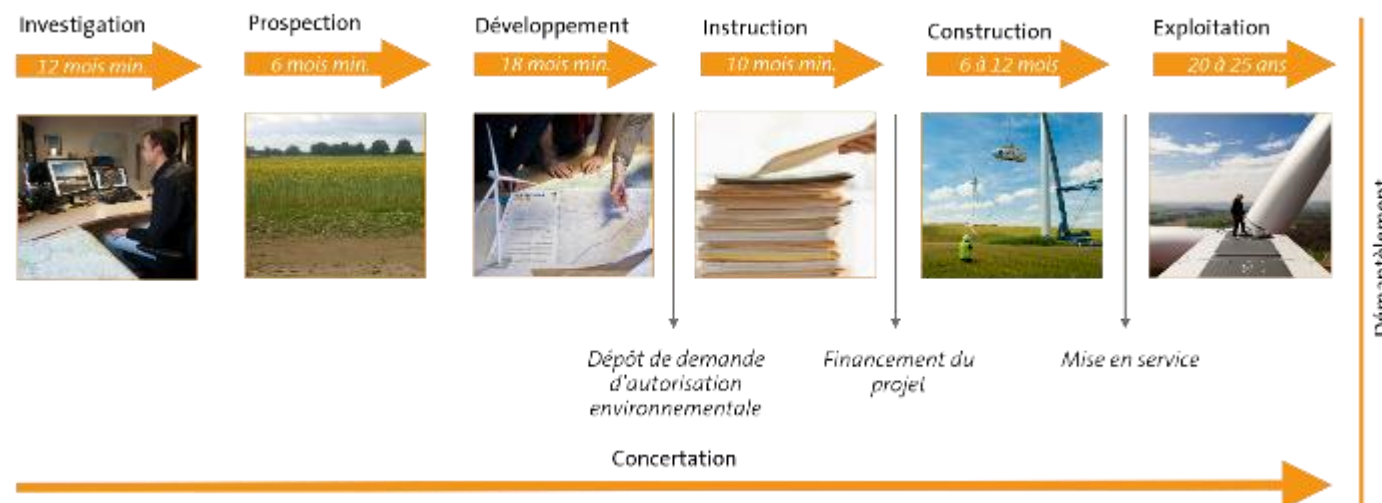 Investigation
12 mois min.
Prospection
6 mois min.
Développement
18 mois min.
Instruction
10 mois min.
Construction
6 à 12 mois
Exploitation
20 à 25 ans
Démantèlement
Dépôt de demande
d'autorisation
environnementale
Financement du
projet
Mise en service
Concertation